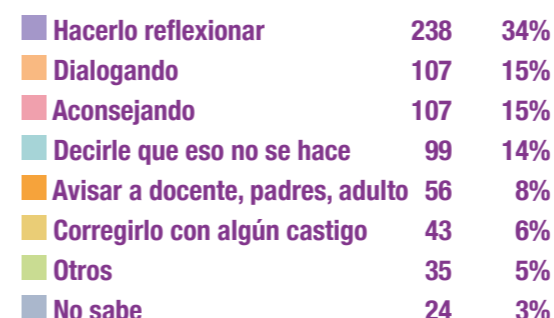 Hacerlo reflexionar 238 34%
Dialogando 107 15%
Aconsejando 107 15%
Decirle que eso no se hace 99 14%
Avisar a docente, padres, adulto 56 8%
Corregirlo con algún castigo 43 6%
Otros 35 5%
No sabe 24 3%